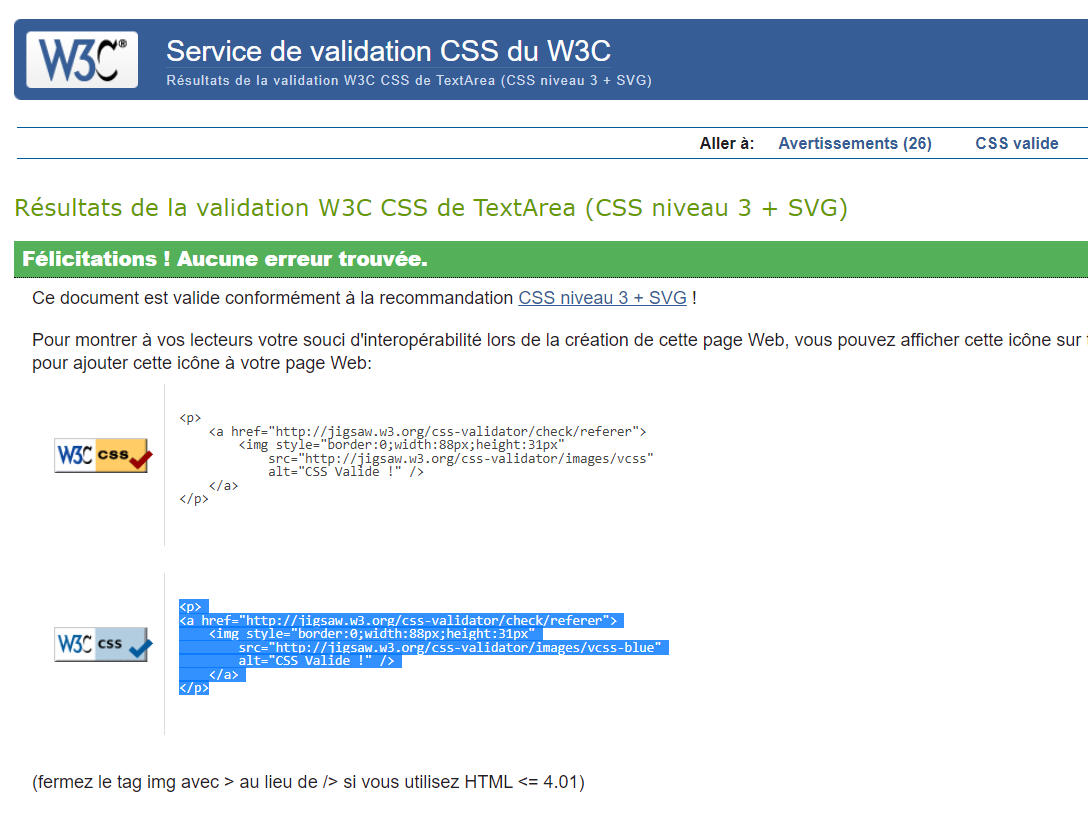 W3C® Service de validation CSS du W3C
Résultats de la validation W3C CSS de TextArea (CSS niveau 3 + SVG)
Aller à: Avertissements (26) CSS valide
Résultats de la validation W3C CSS de TextArea (CSS niveau 3 + SVG)
Félicitations ! Aucune erreur trouvée.
Ce document est valide conformément à la recommandation CSS niveau 3 + SVG !
Pour montrer à vos lecteurs votre souci d'interopérabilité lors de la création de cette page Web, vous pouvez afficher cette icône sur
pour ajouter cette icône à votre page Web:
<p>
<a href="http://jigsaw.w3.org/css-validator/check/referer">
<img style="border:0;width:88px;height:31px"
W3C css
src="http://jigsaw.w3.org/css-validator/images/vcss"
alt="CSS Valide !" />
</a>
</p>
<p>
<a href="http://jigsaw.w3.org/css-validator/check/referer">
<img style="border:0;width:88px;height:31px"
W3C css
src="http://jigsaw.w3.org/css-validator/images/vcss-blue"
alt="CSS Valide !" />
</a>
</p>
(fermez le tag img avec > au lieu de /> si vous utilisez HTML <= 4.01)